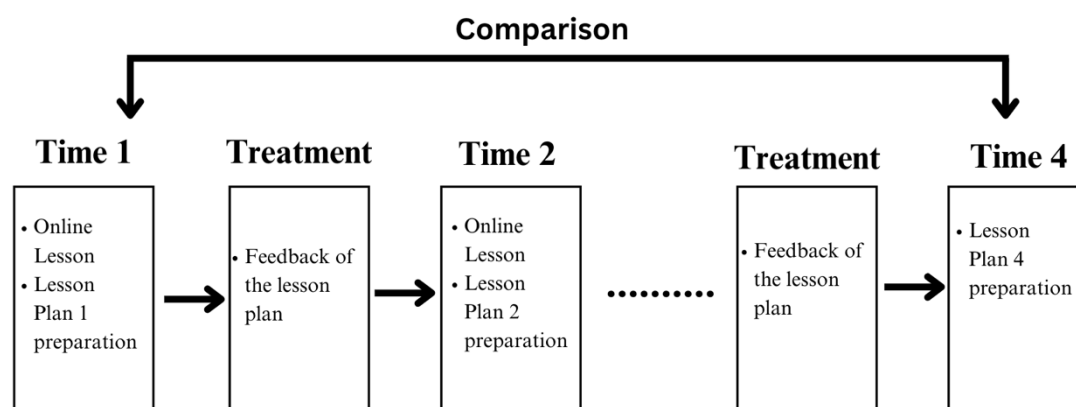 Comparison
Time 1
Treatment
Time 2
Treatment
Time 4
• Online
Lesson
• Lesson
Plan 1
preparation
• Feedback of
the lesson
plan
• Online
Lesson
• Lesson
Plan 2
preparation
• Feedback of
the lesson
plan
• Lesson
Plan 4
preparation